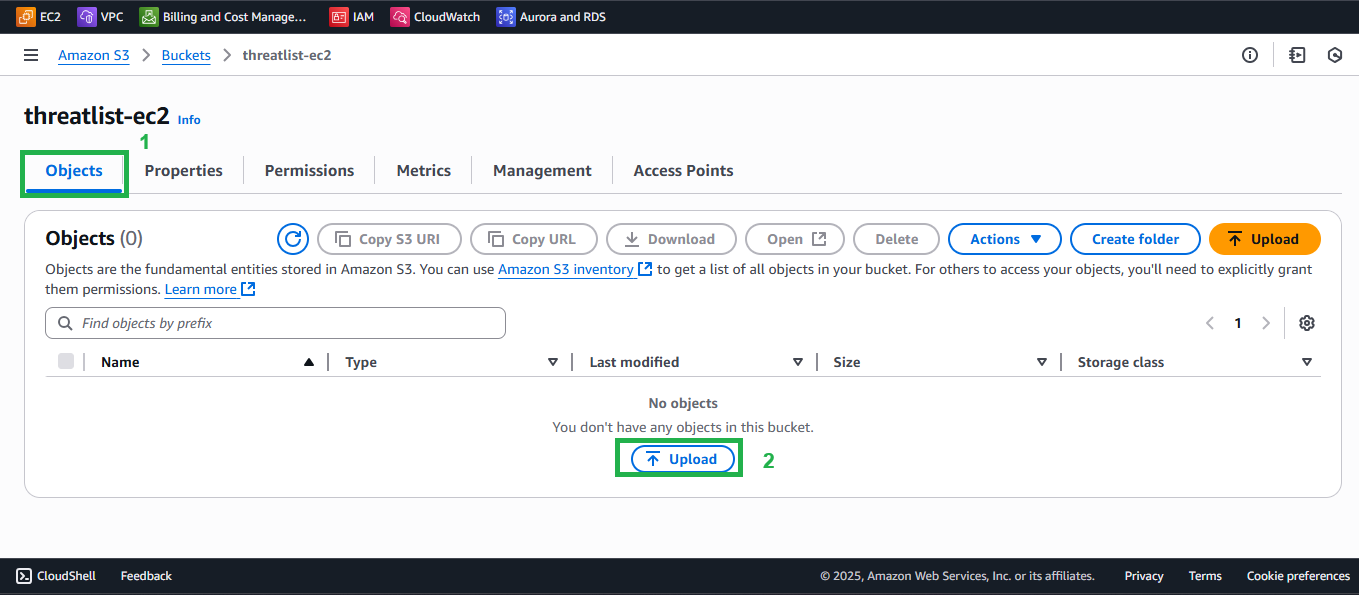 EC2 VPC Billing and Cost Manage... IAM CloudWatch Aurora and RDS
Amazon S3 Buckets threatlist-ec2
threatlist-ec2 Info
1
Objects Properties Permissions Metrics Management Access Points
Objects (0) Copy S3 URI Copy URL Download Open Delete Actions Create folder Upload
Objects are the fundamental entities stored in Amazon S3. You can use Amazon S3 inventory to get a list of all objects in your bucket. For others to access your objects, you'll need to explicitly grant
them permissions. Learn more
Find objects by prefix 1
Name Type Last modified Size Storage class
No objects
You don't have any objects in this bucket.
Upload 2
CloudShell Feedback © 2025, Amazon Web Services, Inc. or its affiliates. Privacy Terms Cookie preferences